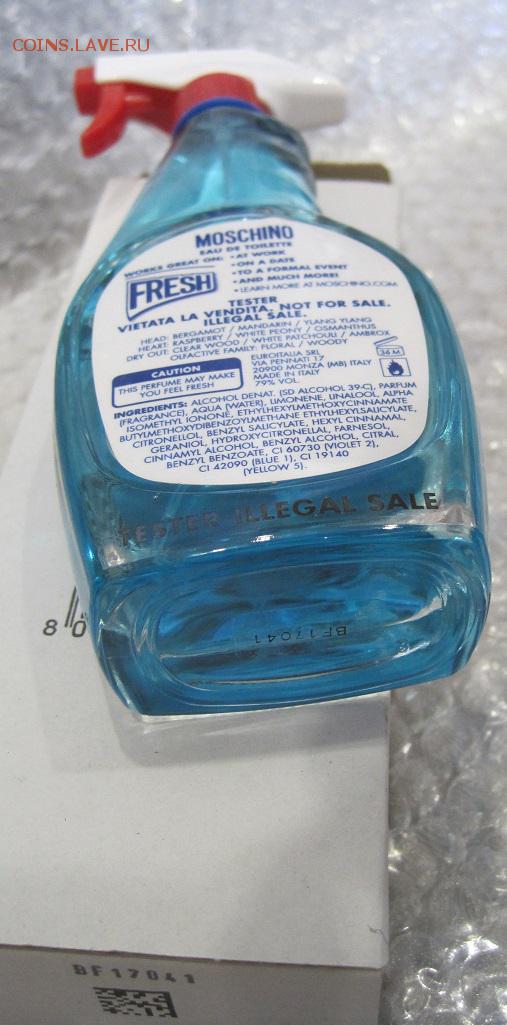 COINS.LAVE.RU
MOSCHINO
EAU DE TOILETTE
WORKS GREAT ON: • AT WORK
• ON A DATE
• TO A FORMAL EVENT
• AND MUCH MORE!
• LEARN MORE AT MOSCHINO.COM
FRESH
TESTER
VIETATA LA VENDITA. NOT FOR SALE.
ILLEGAL SALE.
HEAD: BERGAMOT / MANDARIN / YLANG YLANG
HEART: RASPBERRY / WHITE PEONY / OSMANTHUS
DRY OUT: CLEAR WOOD / WHITE PATCHOULI / AMBROX
OLFACTIVE FAMILY: FLORAL / WOODY
CAUTION
THIS PERFUME MAY MAKE
YOU FEEL FRESH
EUROITALIA SRL
VIA PENNATI 17
20900 MONZA (MB) ITALY
MADE IN ITALY
79% VOL.
36 M
INGREDIENTS: ALCOHOL DENAT. (SD ALCOHOL 39-C), PARFUM
(FRAGRANCE), AQUA (WATER), LIMONENE, LINALOOL, ALPHA
ISOMETHYL IONONE, ETHYLHEXYLMETHOXYCINNAMATE
BUTYLMETHOXYDIBENZOYLMETHANE ETHYLHEXYLSALICYLATE,
CITRONELLOL, BENZYL SALICYLATE, HEXYL CINNAMAL,
GERANIOL, HYDROXYCITRONELLAL, FARNESOL,
CINNAMYL ALCOHOL, BENZYL ALCOHOL, CITRAL,
BENZYL BENZOATE, CI 60730 (VIOLET 2),
CI 42090 (BLUE 1), CI 19140
(YELLOW 5).
TESTER ILLEGAL SALE
BF17041
8 0
BF17041